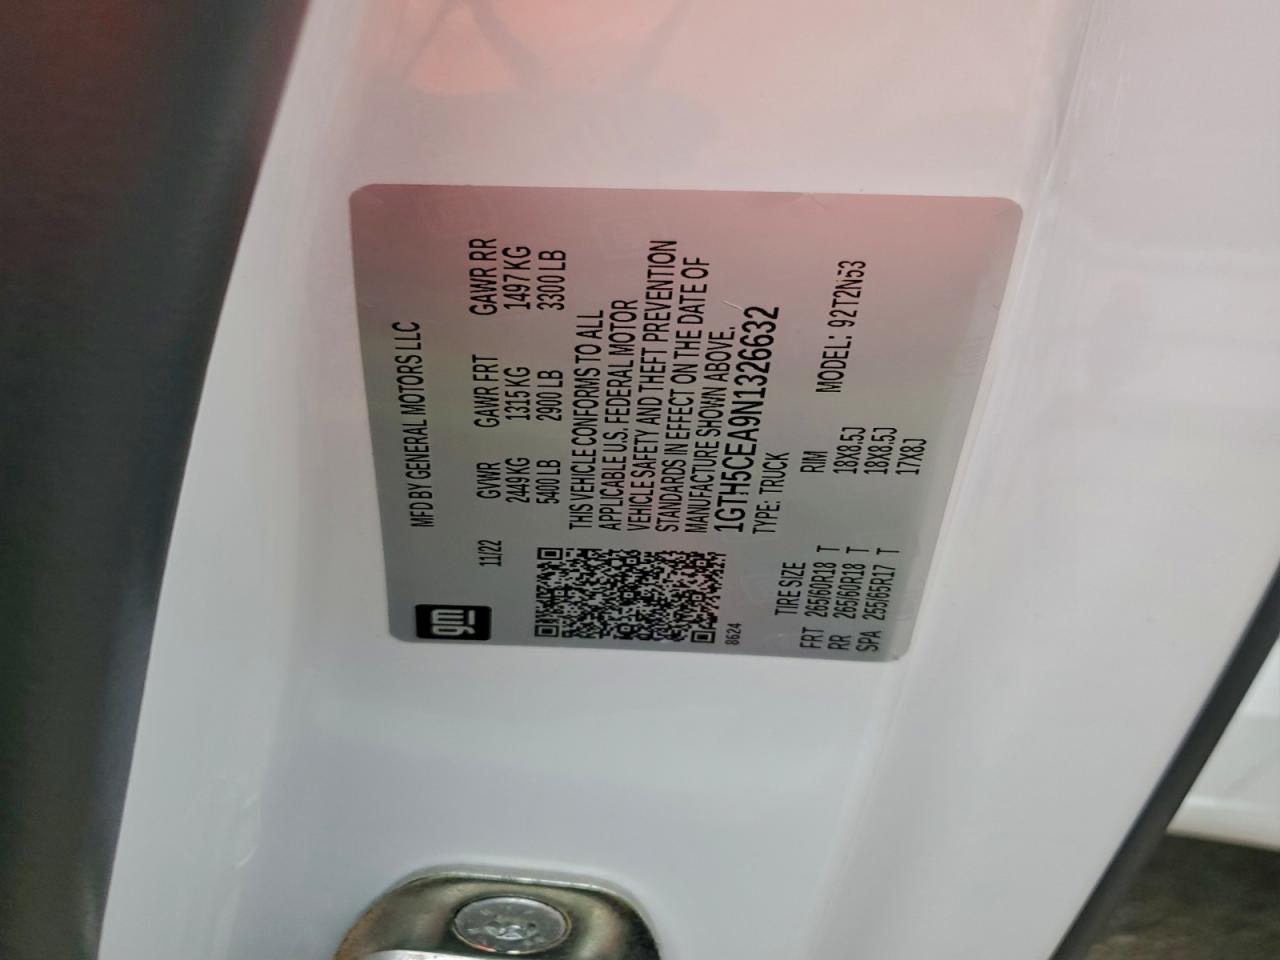 gm
MFD BY GENERAL MOTORS LLC
11/22 GVWR GAWR FRT GAWR RR
2449 KG 1315 KG 1497 KG
5400 LB 2900 LB 3300 LB
THIS VEHICLE CONFORMS TO ALL
APPLICABLE U.S. FEDERAL MOTOR
VEHICLE SAFETY AND THEFT PREVENTION
STANDARDS IN EFFECT ON THE DATE OF
MANUFACTURE SHOWN ABOVE.
1GTH5CEA9N1326632
8624 TYPE: TRUCK
TIRE SIZE RIM MODEL: 92T2N53
FRT 265/60R18 T 18X8.5J
RR 265/60R18 T 18X8.5J
SPA 255/65R17 T 17X8J